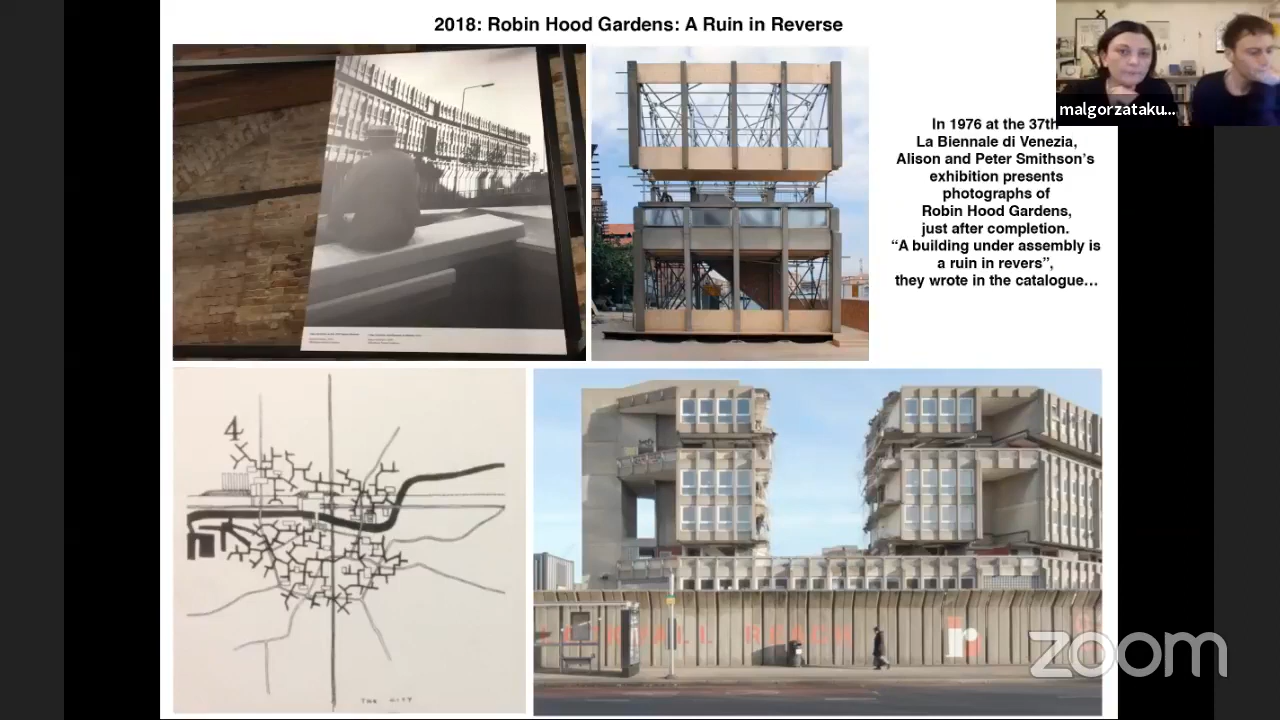 2018: Robin Hood Gardens: A Ruin in Reverse
malgorzataku...
In 1976 at the 37th
La Biennale di Venezia,
Alison and Peter Smithson's
exhibition presents
photographs of
Robin Hood Gardens,
just after completion.
“A building under assembly is
a ruin in revers”,
they wrote in the catalogue…
4
THE CITY
REACH
r
zoom